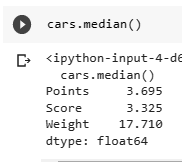 cars.median()
<ipython-input-4-d6
cars.median()
Points 3.695
Score 3.325
Weight 17.710
dtype: float64